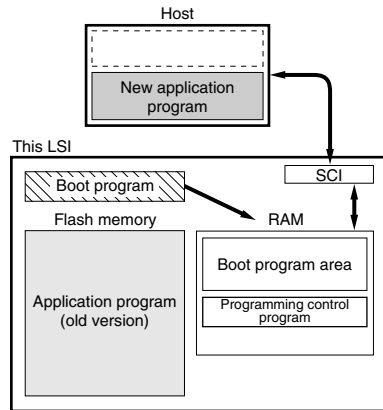 Host
New application
program
This LSI
SCI
Boot program
Flash memory
RAM
Application program
(old version)
Boot program area
Programming control
program